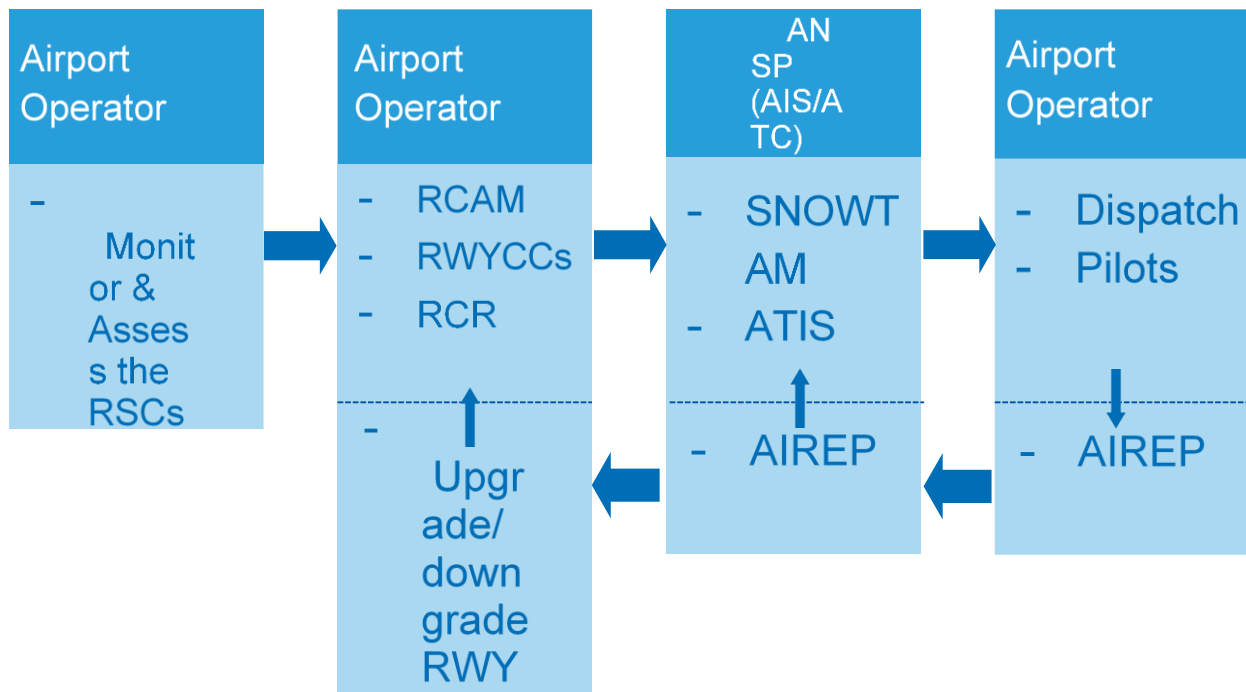 Airport
Operator
-
Monit
or &
Asses
s the
RSCs
Airport
Operator
- RCAM
- RWYCCs
- RCR
-
Upgr
ade/
down
grade
RWY
AN
SP
(AIS/A
TC)
- SNOWT
AM
- ATIS
- AIREP
Airport
Operator
- Dispatch
- Pilots
- AIREP